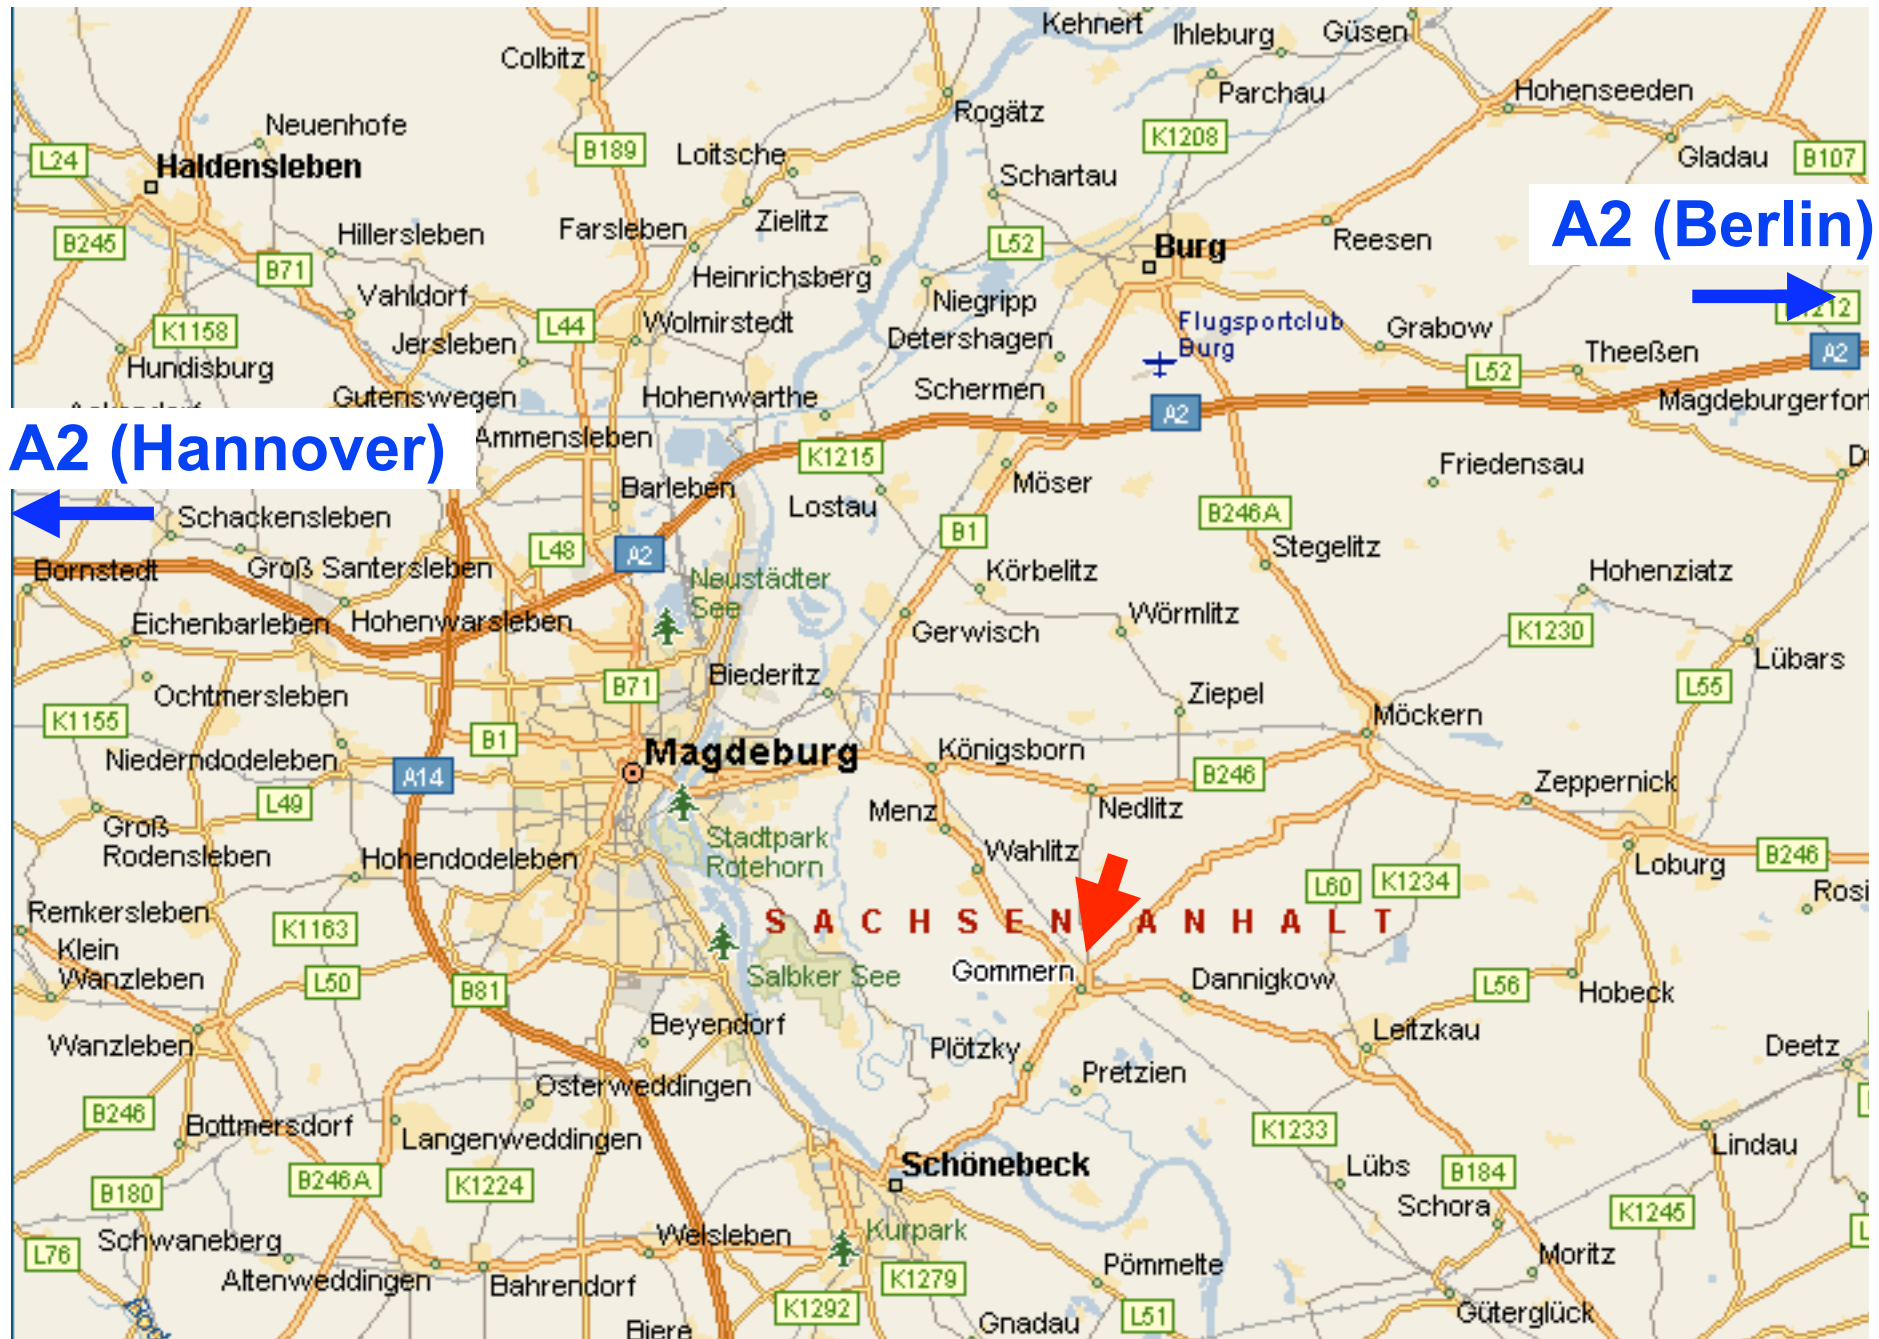 Kehnert
Ihleburg
Güsen
Colbitz
Parchau
Hohenseeden
Rogätz
Neuenhofe
B189
K1208
L24
Haldensleben
Loitsche
Gladau
B107
Schartau
A2 (Berlin)
Zielitz
Farsleben
Hillersleben
B245
L52
Burg
Reesen
B71
Heinrichsberg
Vahldorf
Niegripp
K1158
L44
Wolmirstedt
Flugsportclub
Burg
Grabow
Detershagen
Jersleben
Theeßen
A2
Hundisburg
L52
Schermen
Gutenswegen
Hohenwarthe
A2
Magdeburgerfort
A2 (Hannover)
Ammensleben
K1215
Friedensau
Möser
Barleben
Lostau
Schackensleben
B246A
B1
L48
A2
Stegelitz
Bornstedt
Groß Santersleben
Neustädter
See
Körbelitz
Hohenziatz
Wörmlitz
Eichenbarleben
Hohenwarsleben
Gerwisch
K1230
Lübars
Biederitz
B71
L55
Ochtmersleben
Ziepel
K1155
Möckern
B1
Magdeburg
Königsborn
Niederndodeleben
A14
B246
Zeppernick
L49
Menz
Nedlitz
Groß
Rodensleben
Stadtpark
Rotehorn
Wahlitz
Hohendodeleben
Loburg
B246
L60
K1234
Rosi
Remkersleben
K1163
SACHSEN ANHALT
Klein
Wanzleben
Salbker See
Gommern
Dannigkow
L50
B81
L56
Hobeck
Beyendorf
Leitzkau
Wanzleben
Plötzky
Deetz
Pretzien
Osterweddingen
B246
Bottmersdorf
K1233
Langenweddingen
Lindau
Schönebeck
Lübs
B184
B246A
K1224
B180
Schora
K1245
Kurpark
Welsleben
Schwaneberg
L76
Moritz
Pömmelte
Altenweddingen
Bahrendorf
K1279
K1292
L51
Güterglück
Gnadau
Biere